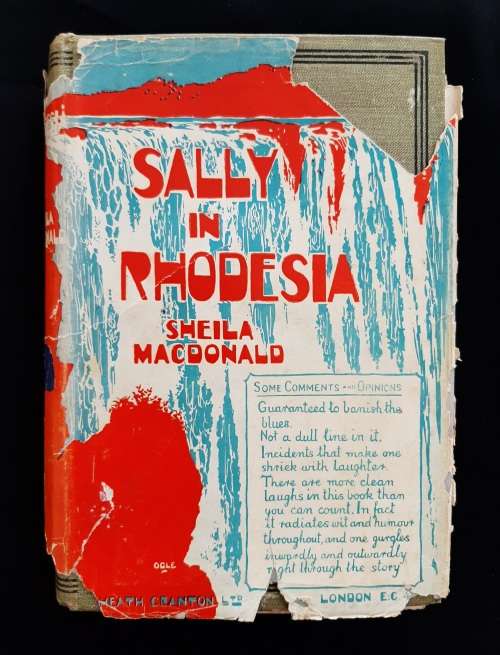 SALLY
IN
RHODESIA
SHEILA
MACDONALD
SOME COMMENTS AND OPINIONS
Guaranteed to banish the
blues.
Not a dull line in it.
Incidents that make one
shriek with laughter.
There are more clean
laughs in this book than
you can count. In fact
it radiates wit and humour
throughout, and one gurgles
inwardly and outwardly
right through the story
OGLE
HEATH CRANTON LTD
LONDON E.C